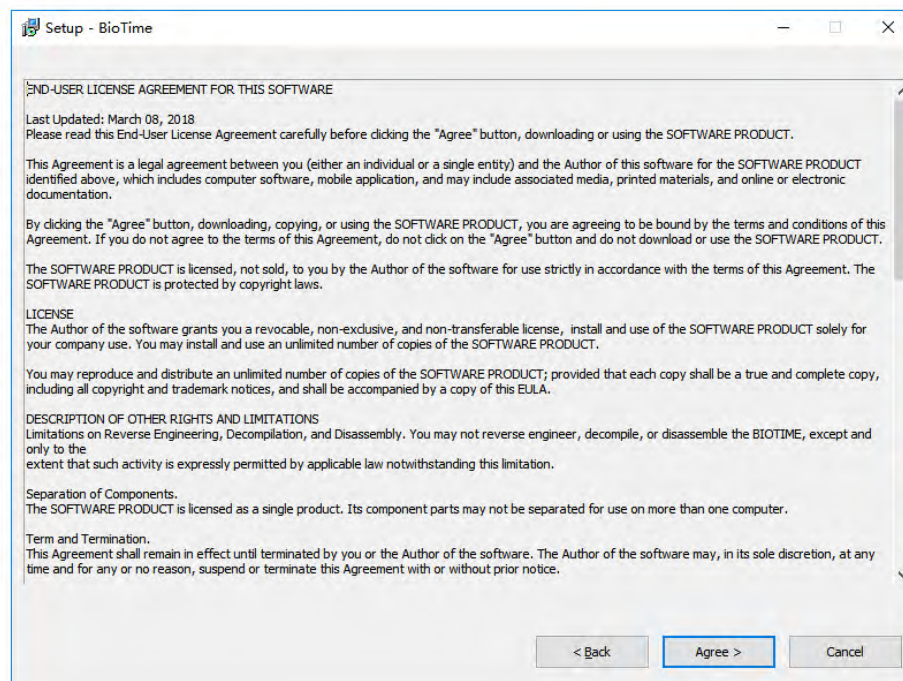 Setup - BioTime
END-USER LICENSE AGREEMENT FOR THIS SOFTWARE
Last Updated: March 08, 2018
Please read this End-User License Agreement carefully before clicking the "Agree" button, downloading or using the SOFTWARE PRODUCT.
This Agreement is a legal agreement between you (either an individual or a single entity) and the Author of this software for the SOFTWARE PRODUCT
identified above, which includes computer software, mobile application, and may include associated media, printed materials, and online or electronic
documentation.
By clicking the "Agree" button, downloading, copying, or using the SOFTWARE PRODUCT, you are agreeing to be bound by the terms and conditions of this
Agreement. If you do not agree to the terms of this Agreement, do not click on the "Agree" button and do not download or use the SOFTWARE PRODUCT.
The SOFTWARE PRODUCT is licensed, not sold, to you by the Author of the software for use strictly in accordance with the terms of this Agreement. The
SOFTWARE PRODUCT is protected by copyright laws.
LICENSE
The Author of the software grants you a revocable, non-exclusive, and non-transferable license, install and use of the SOFTWARE PRODUCT solely for
your company use. You may install and use an unlimited number of copies of the SOFTWARE PRODUCT.
You may reproduce and distribute an unlimited number of copies of the SOFTWARE PRODUCT; provided that each copy shall be a true and complete copy,
including all copyright and trademark notices, and shall be accompanied by a copy of this EULA.
DESCRIPTION OF OTHER RIGHTS AND LIMITATIONS
Limitations on Reverse Engineering, Decompilation, and Disassembly. You may not reverse engineer, decompile, or disassemble the BIOTIME, except and
only to the
extent that such activity is expressly permitted by applicable law notwithstanding this limitation.
Separation of Components.
The SOFTWARE PRODUCT is licensed as a single product. Its component parts may not be separated for use on more than one computer.
Term and Termination.
This Agreement shall remain in effect until terminated by you or the Author of the software. The Author of the software may, in its sole discretion, at any
time and for any or no reason, suspend or terminate this Agreement with or without prior notice.
< Back Agree > Cancel